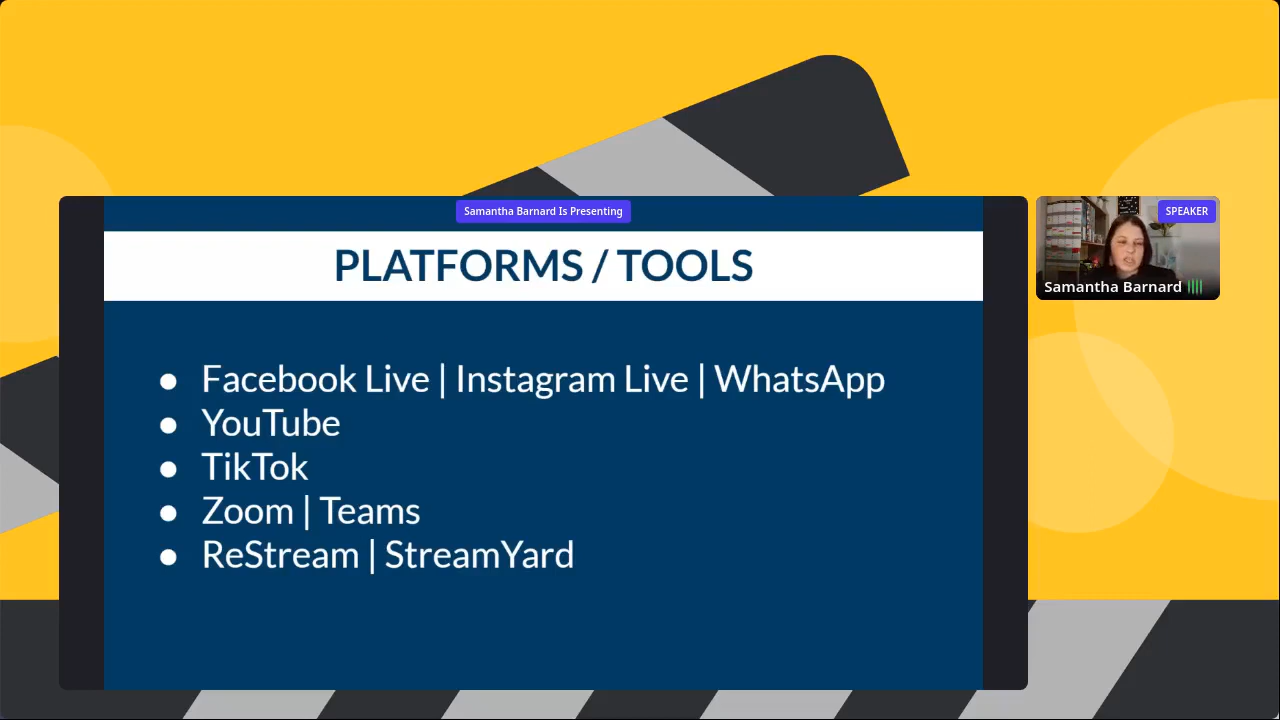 Samantha Barnard Is Presenting
SPEAKER
PLATFORMS / TOOLS
Samantha Barnard
● Facebook Live | Instagram Live | WhatsApp
● YouTube
● TikTok
● Zoom | Teams
● ReStream | StreamYard